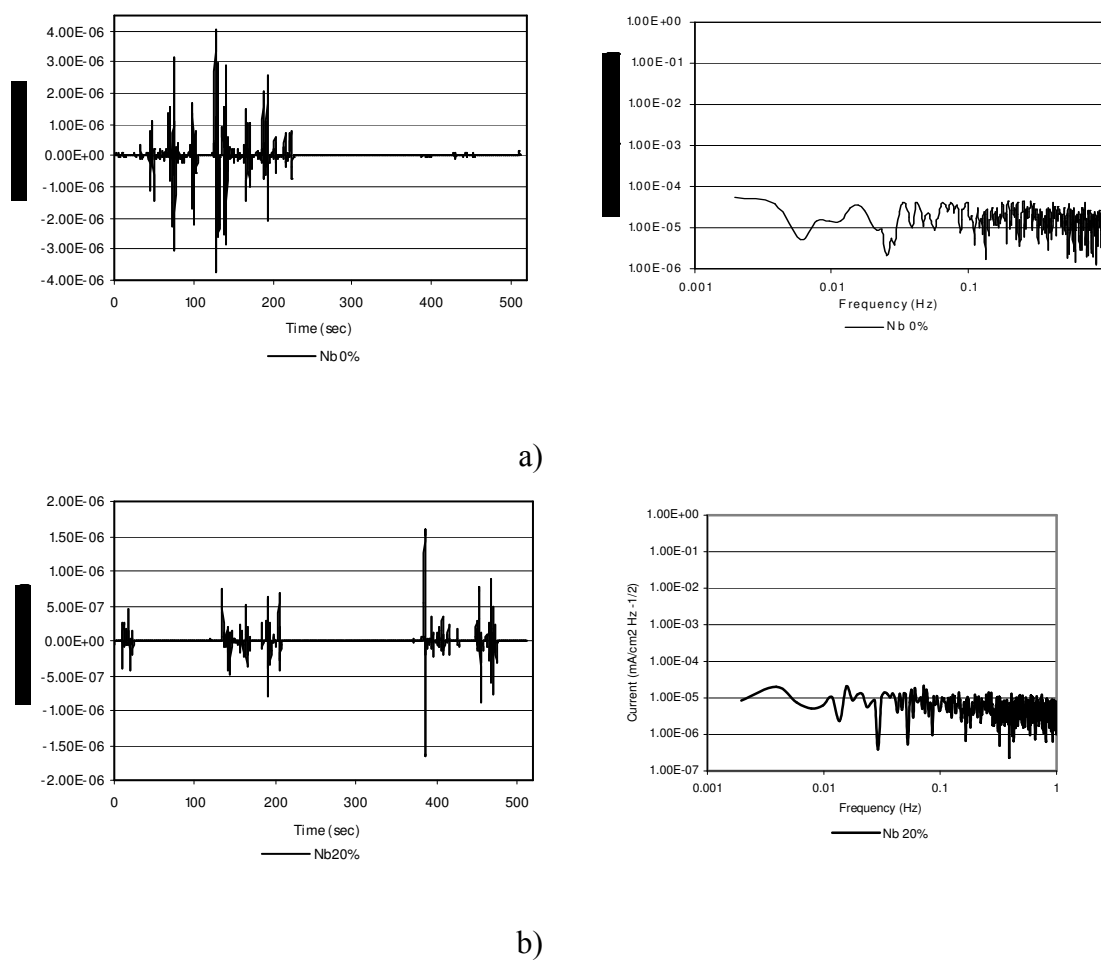 4.00E-06
3.00E-06
2.00E-06
1.00E-06
0.00E+00
-1.00E-06
-2.00E-06
-3.00E-06
-4.00E-06
0 100 200 300 400 500
Time (sec)
Nb 0%
1.00E+00
1.00E-01
1.00E-02
1.00E-03
1.00E-04
1.00E-05
1.00E-06
0.001 0.01 0.1
Frequency (Hz)
Nb 0%
a)
2.00E-06
1.50E-06
1.00E-06
5.00E-07
0.00E+00
-5.00E-07
-1.00E-06
-1.50E-06
-2.00E-06
0 100 200 300 400 500
Time (sec)
Nb20%
Current (mA/cm2 Hz -1/2)
1.00E+00
1.00E-01
1.00E-02
1.00E-03
1.00E-04
1.00E-05
1.00E-06
1.00E-07
0.001 0.01 0.1 1
Frequency (Hz)
Nb 20%
b)